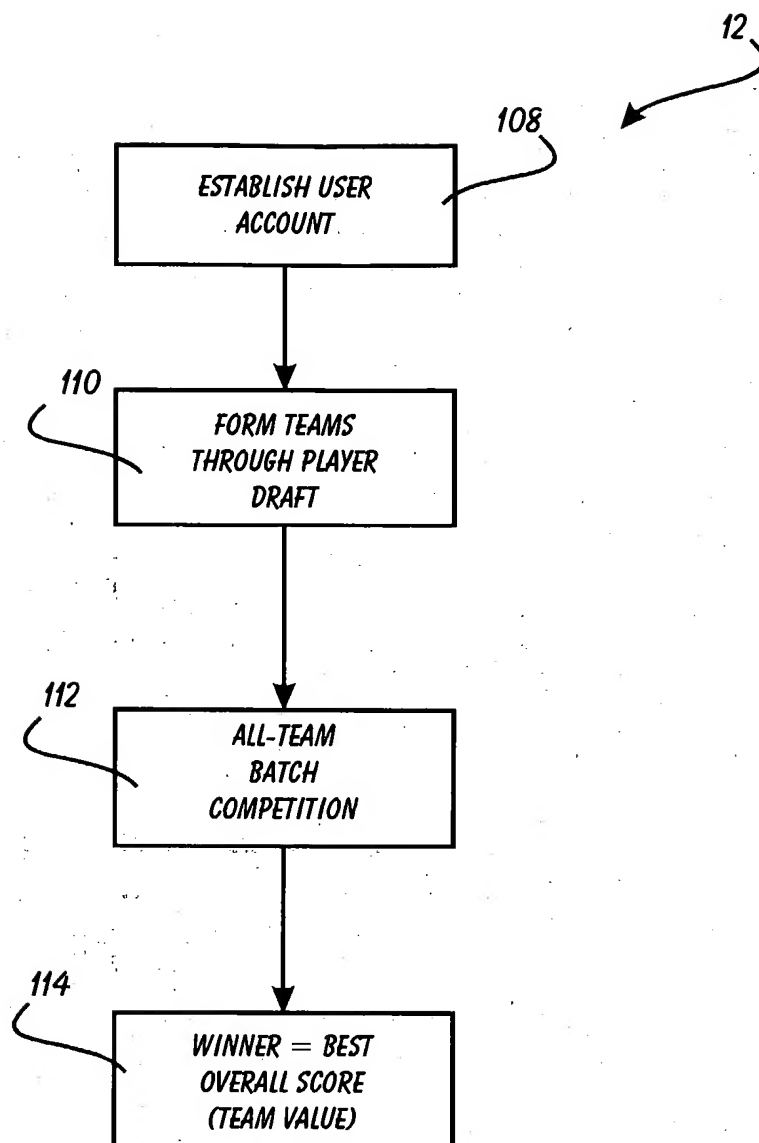 12
108
ESTABLISH USER
ACCOUNT
110
FORM TEAMS
THROUGH PLAYER
DRAFT
112
ALL-TEAM
BATCH
COMPETITION
114
WINNER = BEST
OVERALL SCORE
(TEAM VALUE)